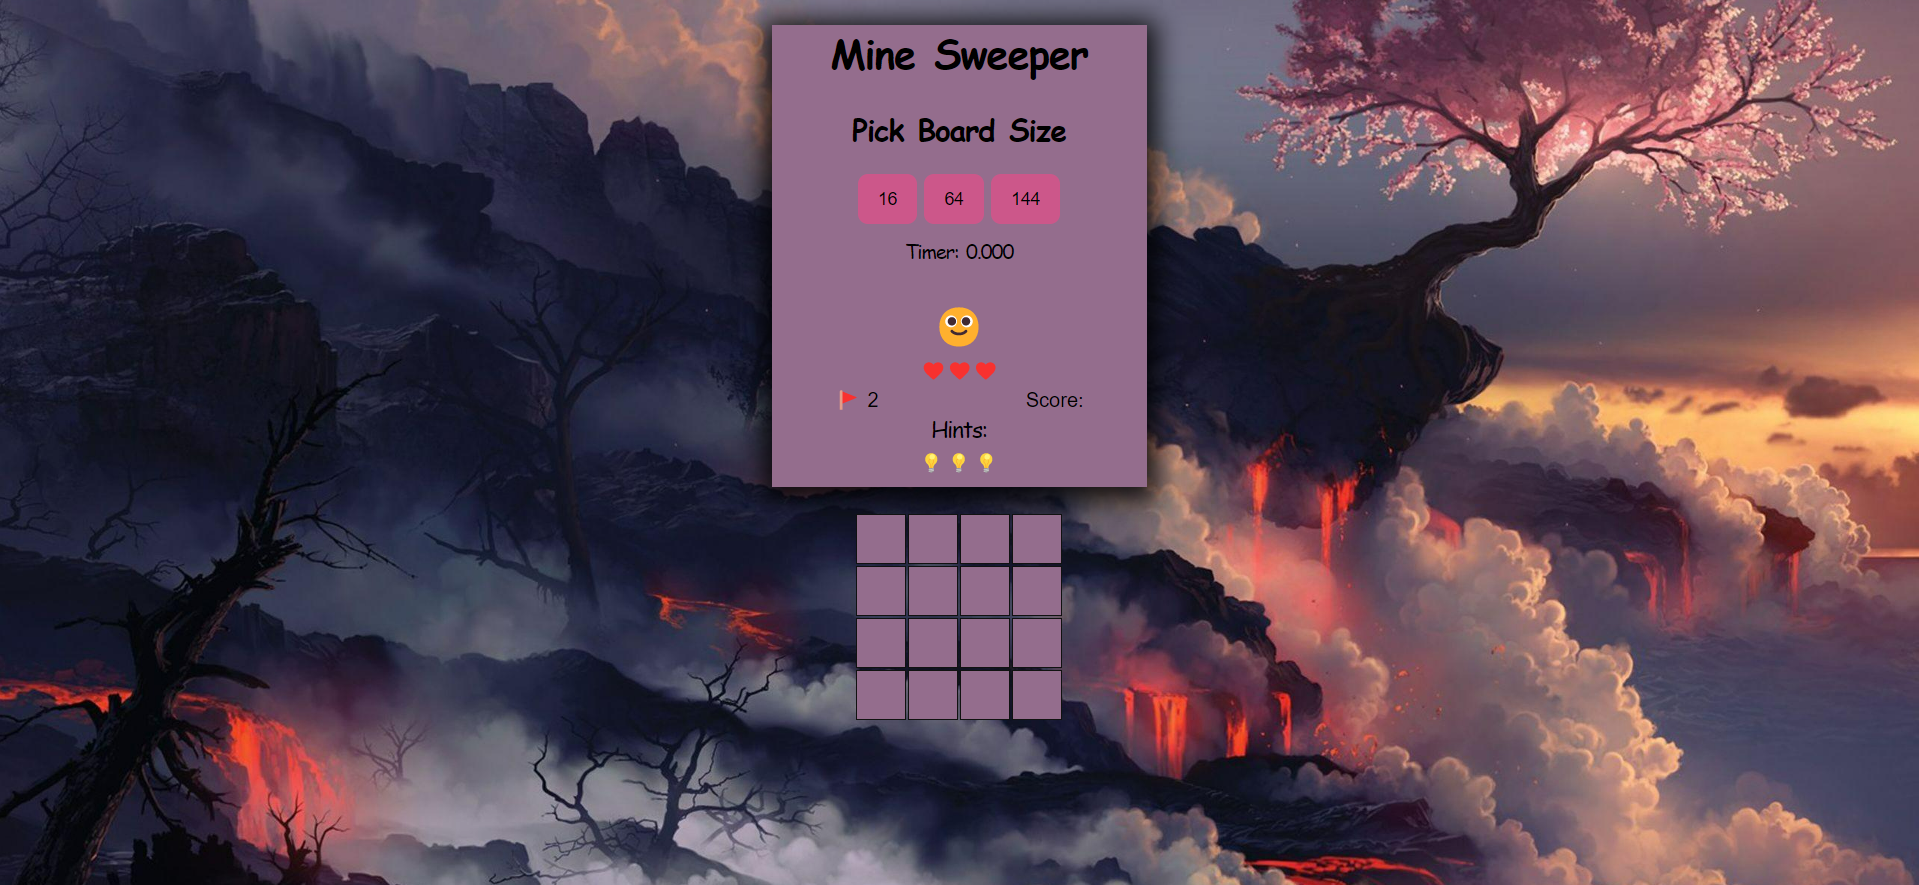 Mine Sweeper
Pick Board Size
16 64 144
Timer: 0.000
2 Score:
Hints: